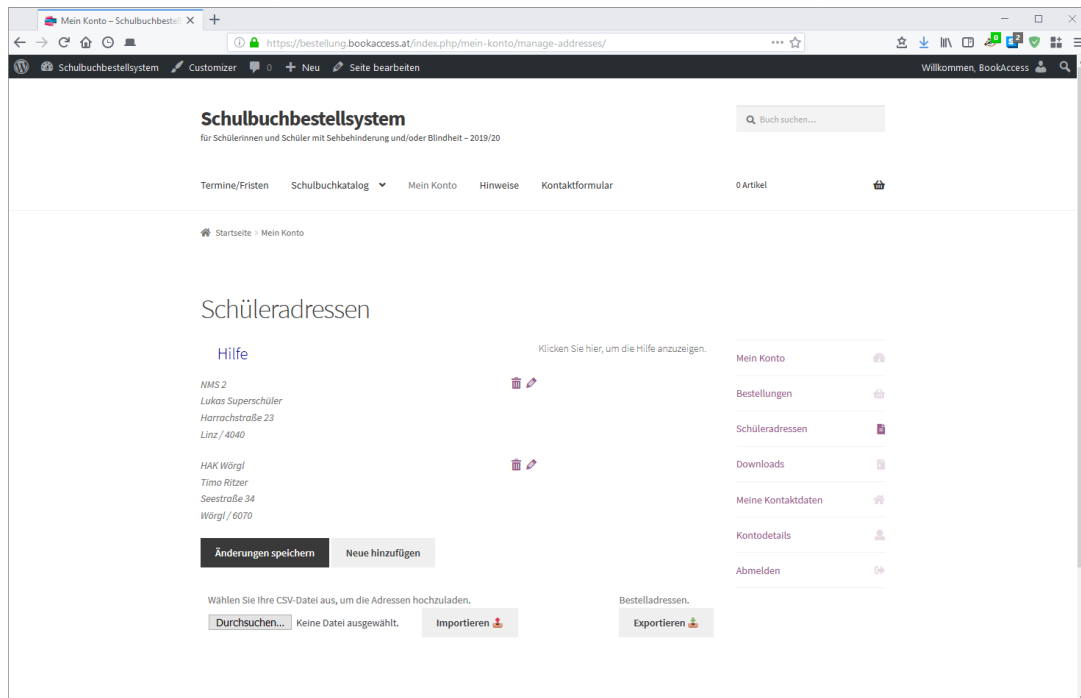 Mein Konto – Schulbuchbestell
https://bestellung.bookaccess.at/index.php/mein-konto/manage-addresses/
Schulbuchbestellsystem Customizer 0 Neu Seite bearbeiten Willkommen, BookAccess
Schulbuchbestellsystem
Buch suchen...
für Schülerinnen und Schüler mit Sehbehinderung und/oder Blindheit – 2019/20
Termine/Fristen Schulbuchkatalog Mein Konto Hinweise Kontaktformular 0 Artikel
Startseite > Mein Konto
Schüleradressen
Hilfe
Klicken Sie hier, um die Hilfe anzuzeigen.
NMS 2
Lukas Superschüler
Harrachstraße 23
Linz / 4040
HAK Wörgl
Timo Ritzer
Seestraße 34
Wörgl / 6070
Änderungen speichern Neue hinzufügen
Wählen Sie Ihre CSV-Datei aus, um die Adressen hochzuladen.
Durchsuchen... Keine Datei ausgewählt. Importieren
Bestelladressen.
Exportieren
Mein Konto
Bestellungen
Schüleradressen
Downloads
Meine Kontaktdaten
Kontodetails
Abmelden